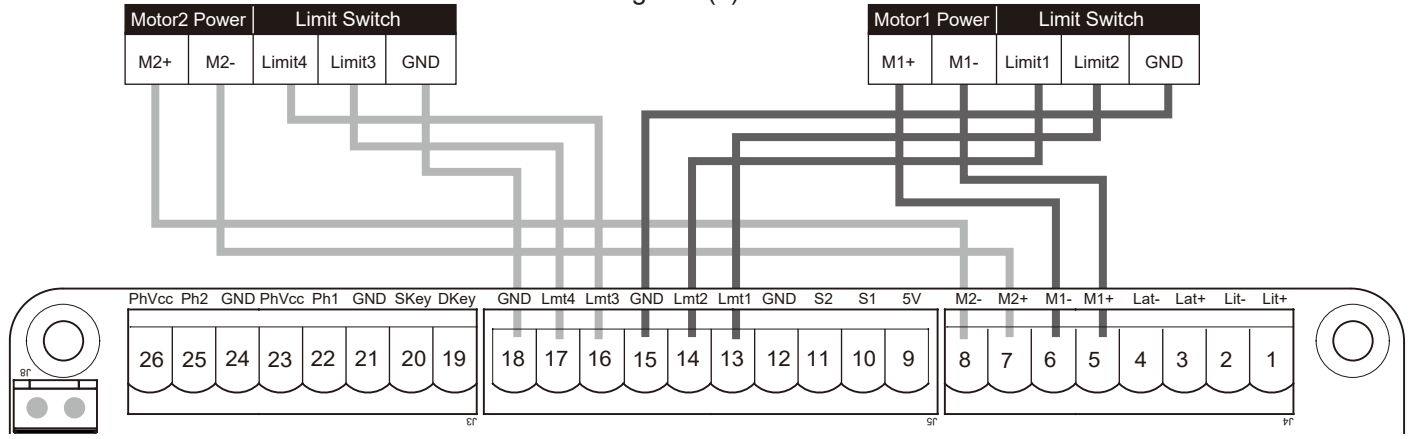 Motor2 Power Limit Switch Motor1 Power Limit Switch
M2+ M2- Limit4 Limit3 GND M1+ M1- Limit1 Limit2 GND
PhVcc Ph2 GND PhVcc Ph1 GND SKey DKey GND Lmt4 Lmt3 GND Lmt2 Lmt1 GND S2 S1 5V M2- M2+ M1- M1+ Lat- Lat+ Lit- Lit+
26 25 24 23 22 21 20 19 18 17 16 15 14 13 12 11 10 9 8 7 6 5 4 3 2 1
J8
J3 J5 J4